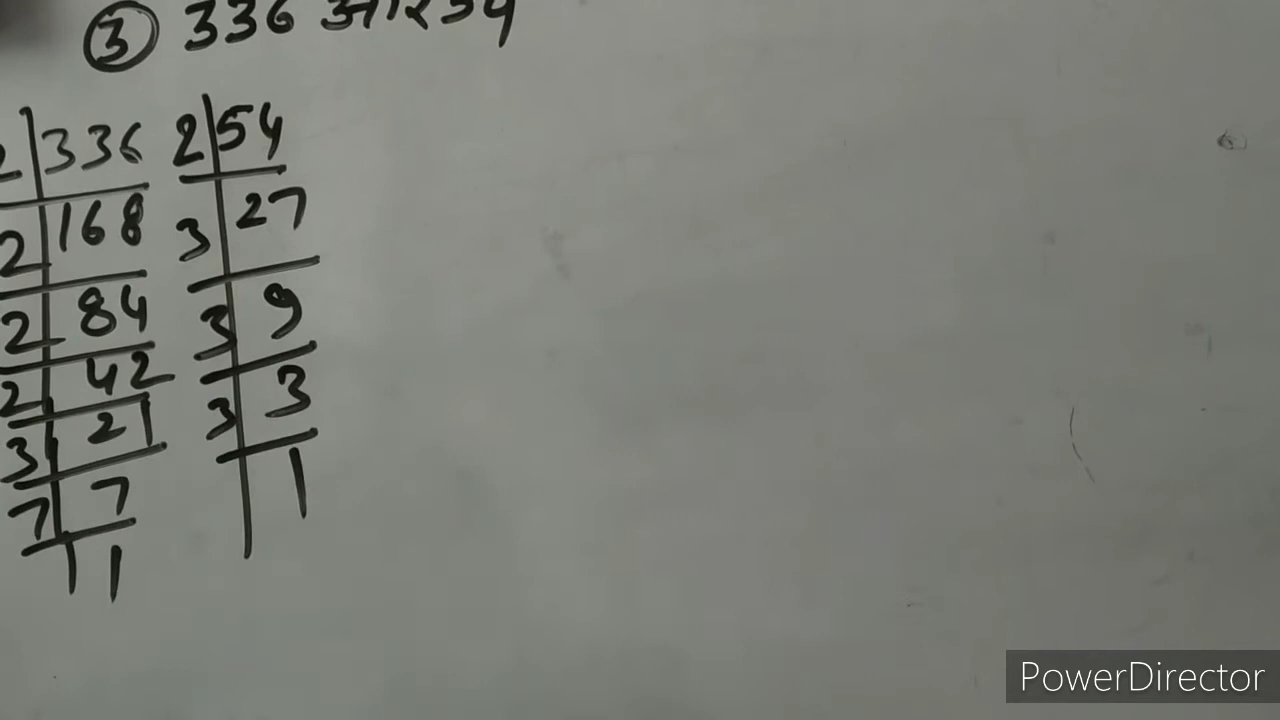 ③ 336 और 54
2 | 336
2 | 168
2 | 84
2 | 42
3 | 21
7 | 7
1
2 | 54
3 | 27
3 | 9
3 | 3
1
PowerDirector